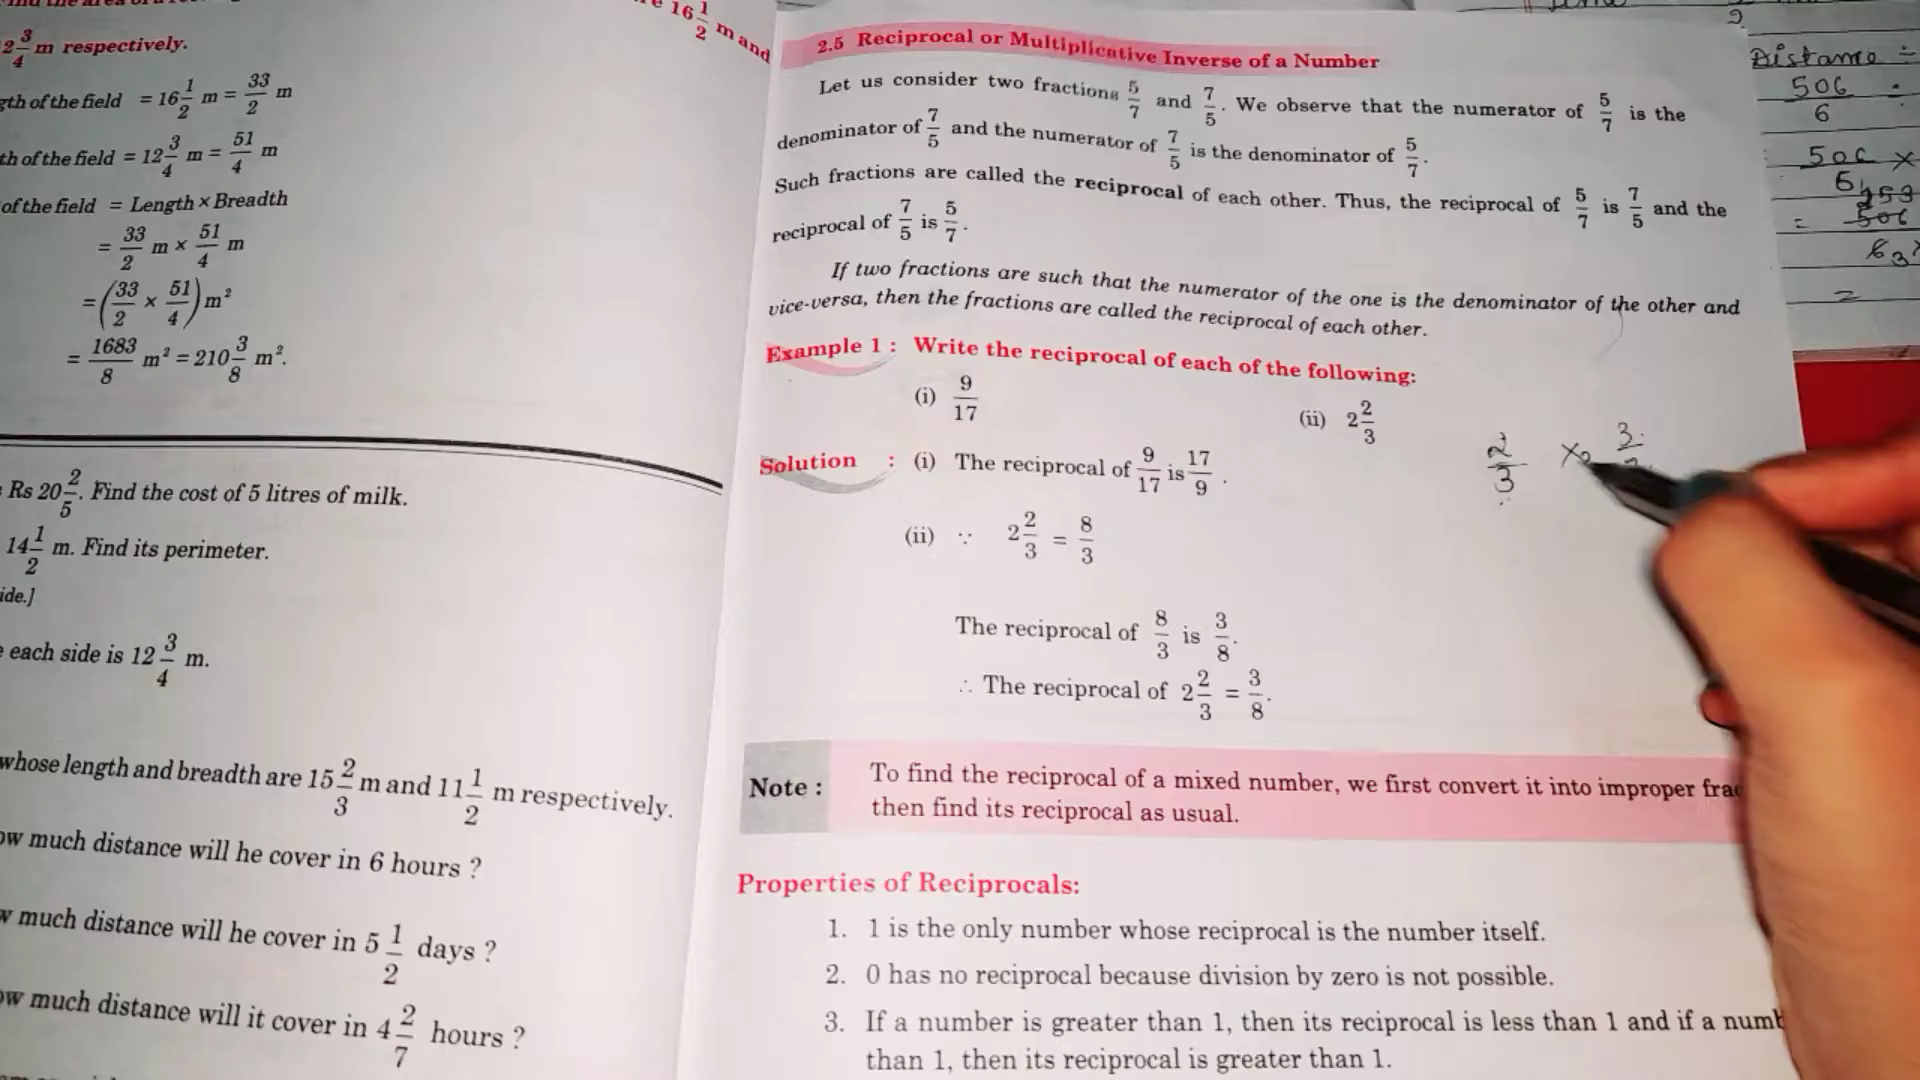 2 3/4 m respectively.
gth of the field = 16 1/2 m = 33/2 m
th of the field = 12 3/4 m = 51/4 m
of the field = Length × Breadth
= 33/2 m × 51/4 m
= (33/2 × 51/4) m²
= 1683/8 m² = 210 3/8 m².
Rs 20 2/5. Find the cost of 5 litres of milk.
14 1/2 m. Find its perimeter.
ide.]
each side is 12 3/4 m.
whose length and breadth are 15 2/3 m and 11 1/2 m respectively.
ow much distance will he cover in 6 hours ?
w much distance will he cover in 5 1/2 days ?
ow much distance will it cover in 4 2/7 hours ?
16 1/2 m and
2.5 Reciprocal or Multiplicative Inverse of a Number
Let us consider two fractions 5/7 and 7/5. We observe that the numerator of 5/7 is the
denominator of 7/5 and the numerator of 7/5 is the denominator of 5/7.
Such fractions are called the reciprocal of each other. Thus, the reciprocal of 5/7 is 7/5 and the
reciprocal of 7/5 is 5/7.
If two fractions are such that the numerator of the one is the denominator of the other and
vice-versa, then the fractions are called the reciprocal of each other.
Example 1 : Write the reciprocal of each of the following:
(i) 9/17 (ii) 2 2/3
Solution : (i) The reciprocal of 9/17 is 17/9.
(ii) ∵ 2 2/3 = 8/3
The reciprocal of 8/3 is 3/8.
∴ The reciprocal of 2 2/3 = 3/8.
2/3 × 3
Note : To find the reciprocal of a mixed number, we first convert it into improper frac
then find its reciprocal as usual.
Properties of Reciprocals:
1. 1 is the only number whose reciprocal is the number itself.
2. 0 has no reciprocal because division by zero is not possible.
3. If a number is greater than 1, then its reciprocal is less than 1 and if a numb
than 1, then its reciprocal is greater than 1.
Distance =
506/6
506 ×
6
= 506